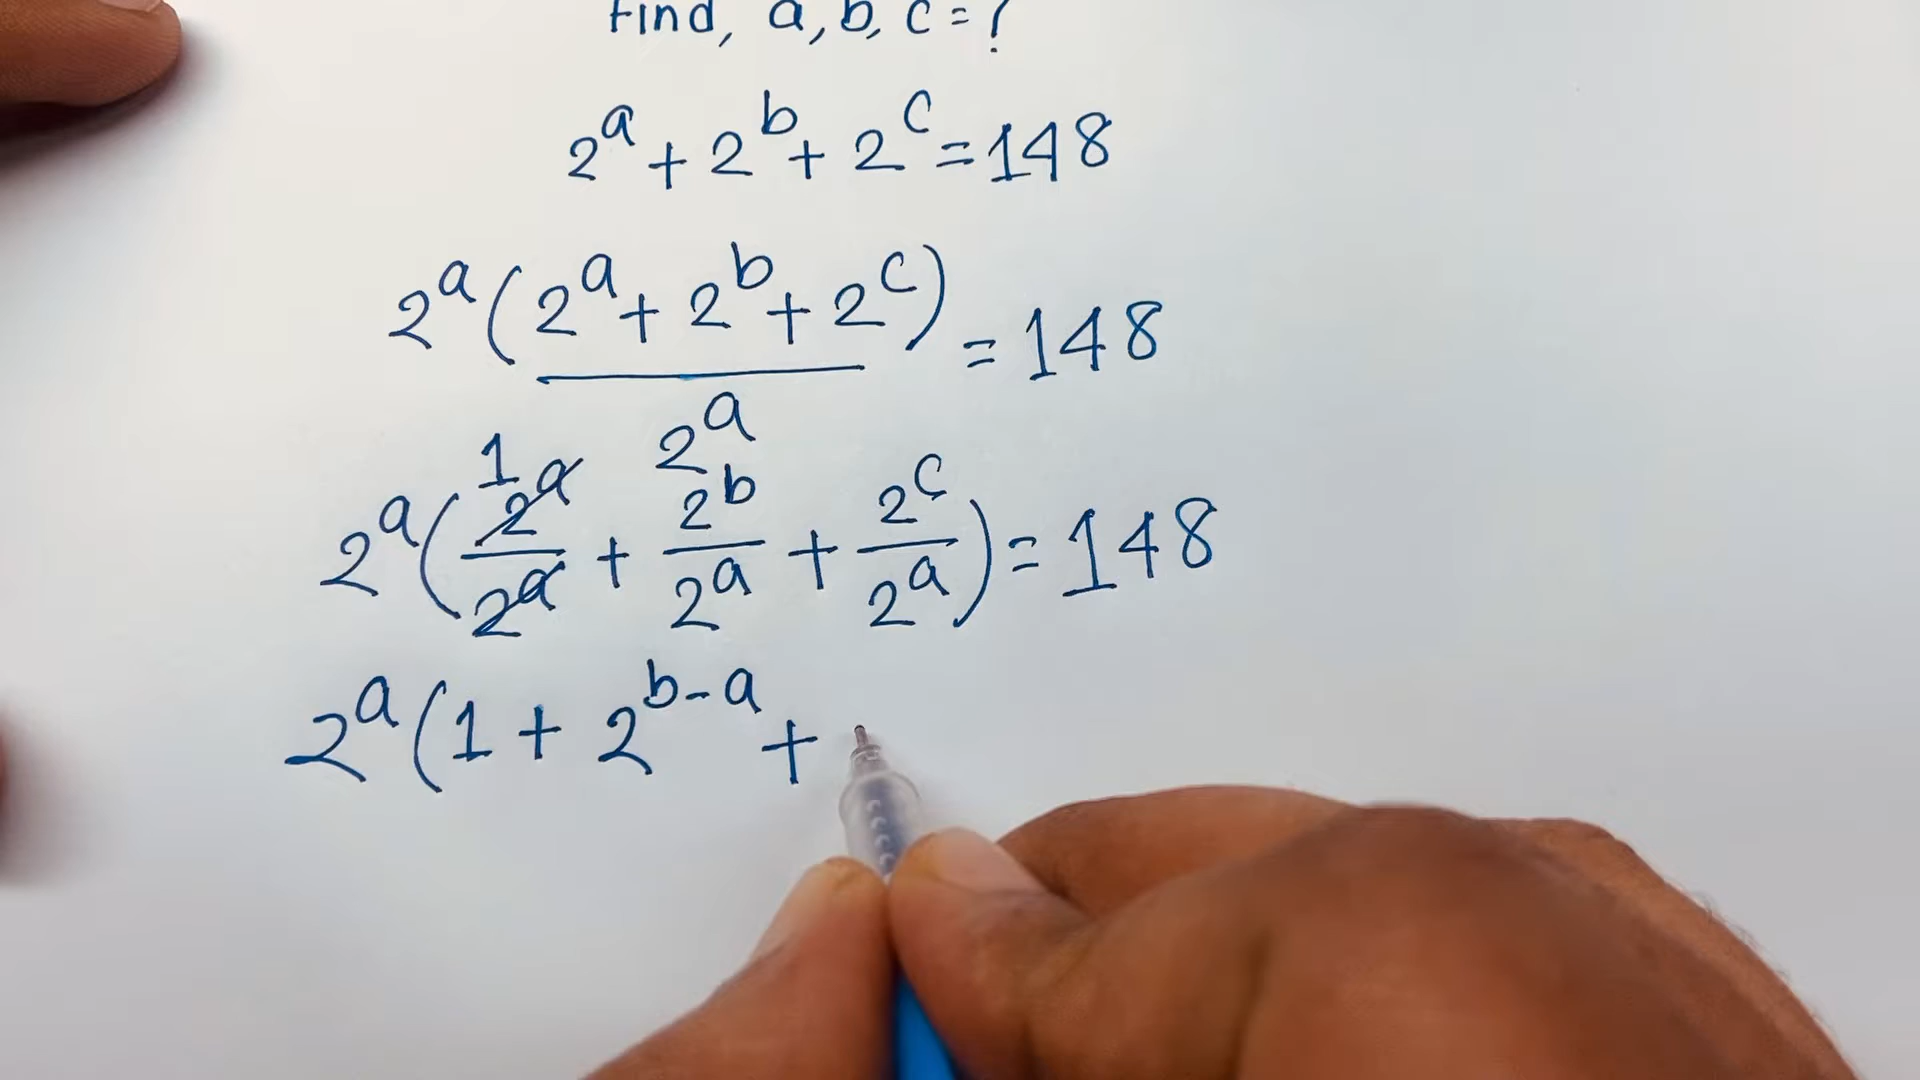 Find, a, b, c = ?
2^a + 2^b + 2^c = 148
2^a ( (2^a + 2^b + 2^c) / 2^a ) = 148
2^a ( 2^a/2^a 1 + 2^b/2^a + 2^c/2^a ) = 148
2^a ( 1 + 2^(b-a) +